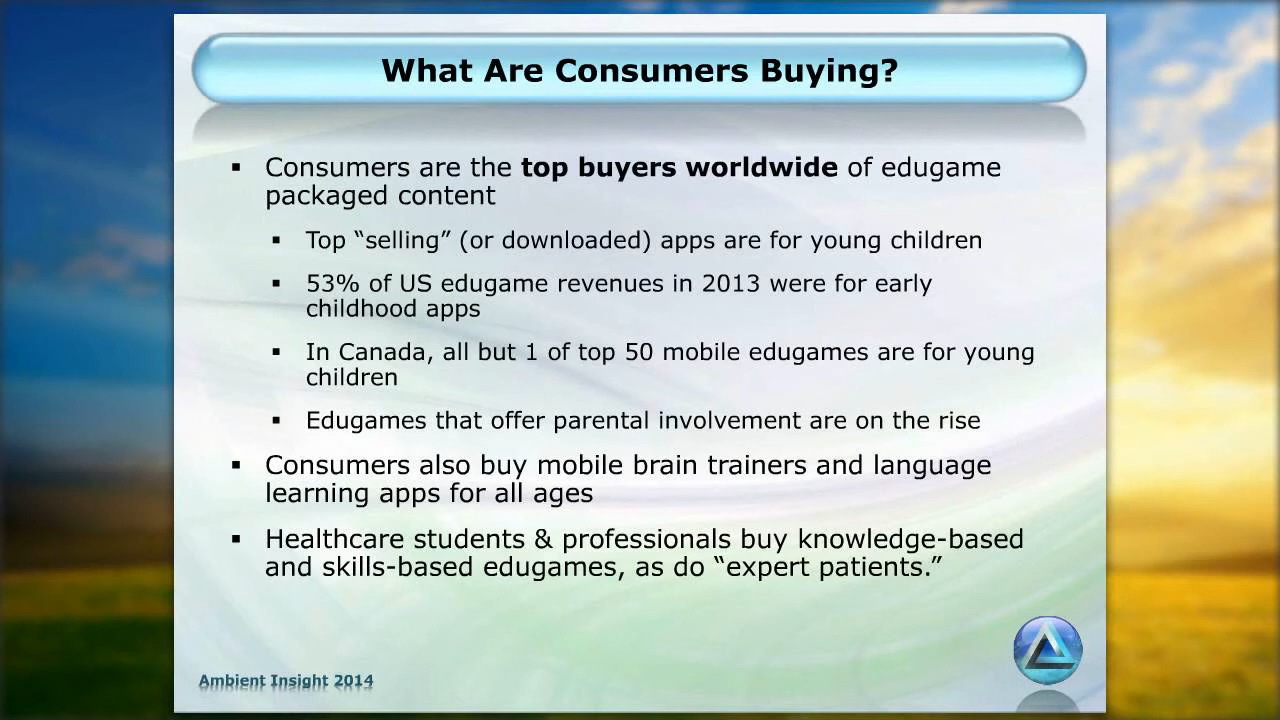 What Are Consumers Buying?
▪ Consumers are the top buyers worldwide of edugame
packaged content
▪ Top “selling” (or downloaded) apps are for young children
▪ 53% of US edugame revenues in 2013 were for early
childhood apps
▪ In Canada, all but 1 of top 50 mobile edugames are for young
children
▪ Edugames that offer parental involvement are on the rise
▪ Consumers also buy mobile brain trainers and language
learning apps for all ages
▪ Healthcare students & professionals buy knowledge-based
and skills-based edugames, as do “expert patients.”
Ambient Insight 2014